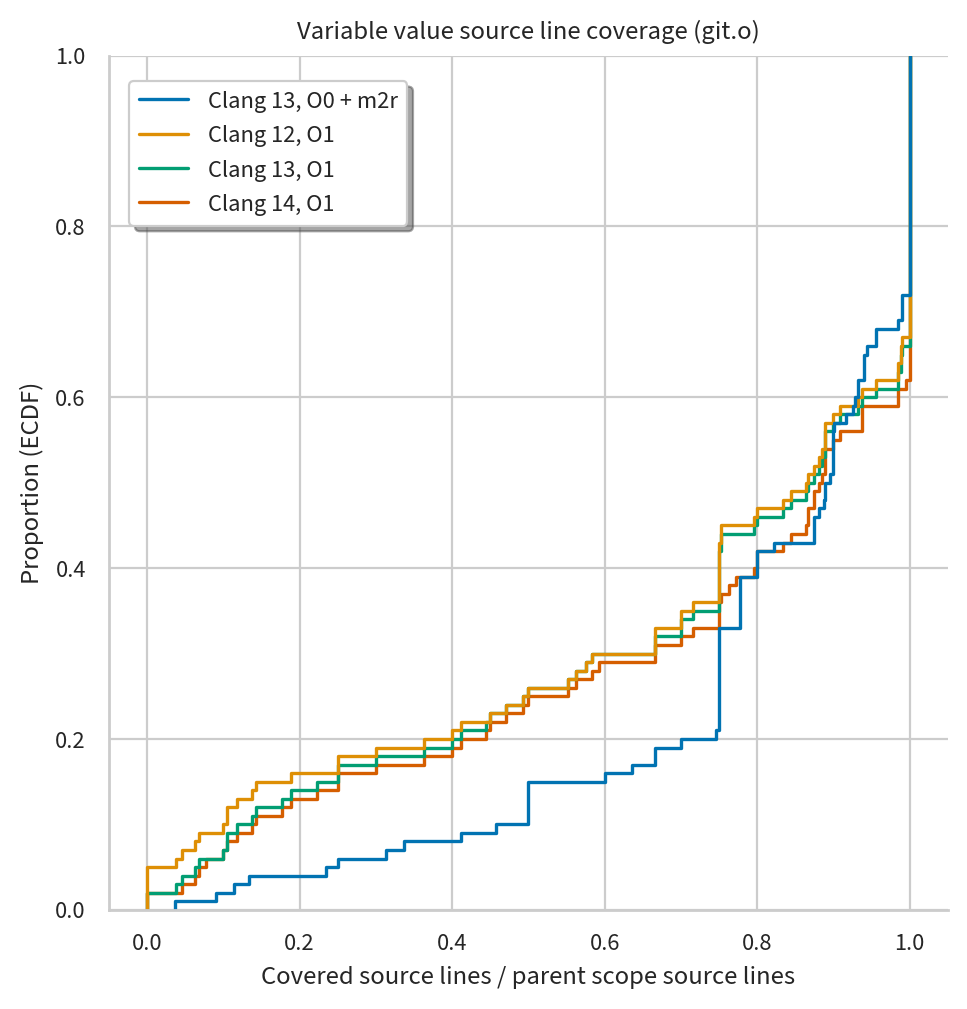 Variable value source line coverage (git.o)
1.0
Clang 13, O0 + m2r
Clang 12, O1
Clang 13, O1
Clang 14, O1
0.8
0.6
Proportion (ECDF)
0.4
0.2
0.0
0.0 0.2 0.4 0.6 0.8 1.0
Covered source lines / parent scope source lines